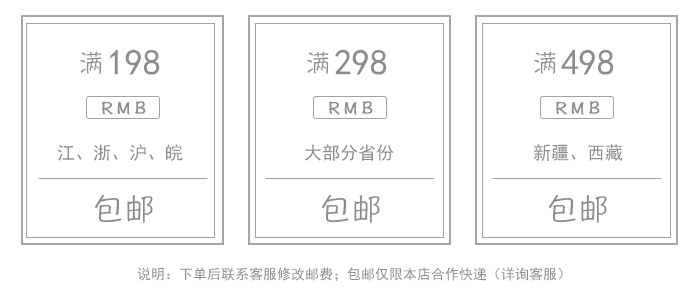 满198
RMB
江、浙、沪、皖
包邮
满298
RMB
大部分省份
包邮
满498
RMB
新疆、西藏
包邮
说明：下单后联系客服修改邮费；包邮仅限本店合作快递（详询客服）